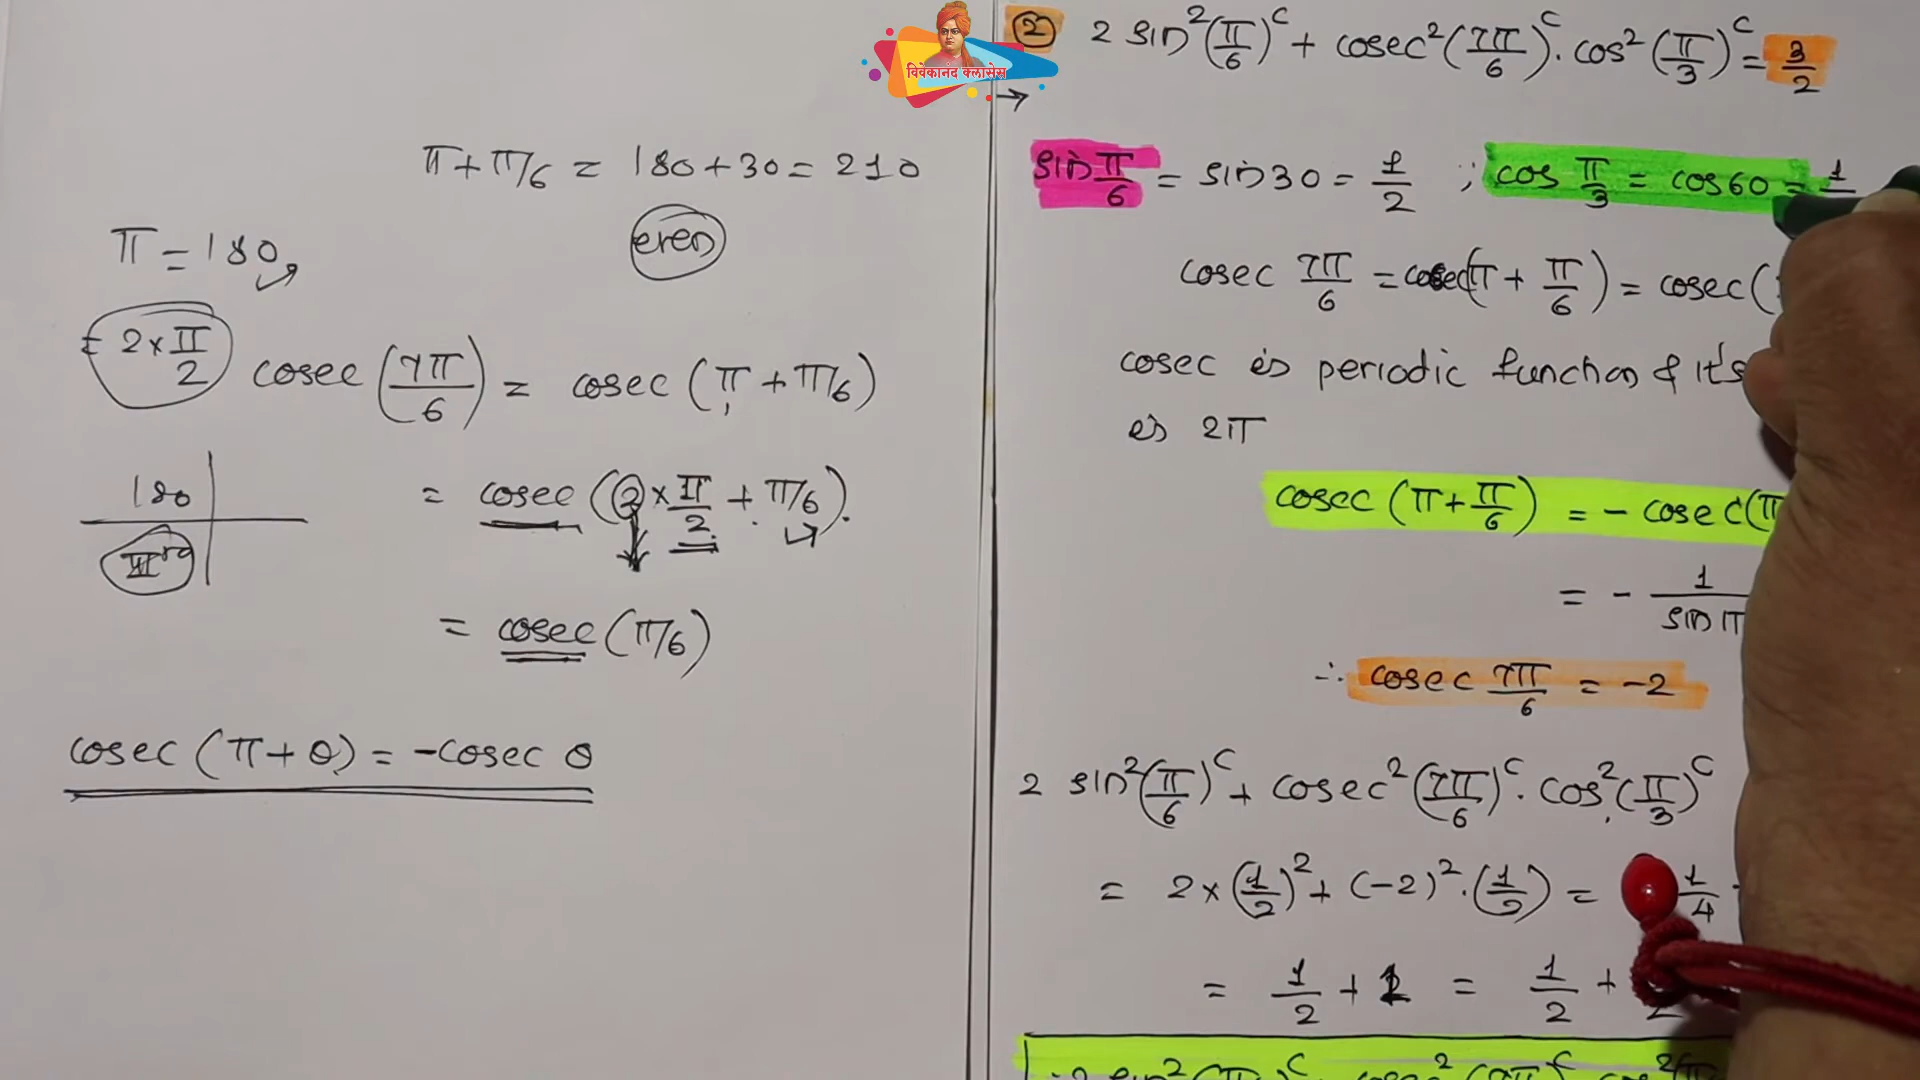 विवेकानंद क्लासेस
π + π/6 = 180 + 30 = 210
even
π = 180
= 2 × π/2
cosec (7π/6) = cosec (π + π/6)
180
IIIrd
= cosec (2 × π/2 + π/6).
= cosec (π/6)
cosec (π + θ) = -cosec θ
② 2 sin²(π/6)ᶜ + cosec²(7π/6)ᶜ . cos²(π/3)ᶜ = 3/2
→
sin π/6 = sin 30 = 1/2 ; cos π/3 = cos 60 = 1
cosec 7π/6 = cosec(π + π/6) = cosec (
cosec is periodic function & it's
is 2π
cosec (π + π/6) = - cosec (π
= - 1/sin π
∴ cosec 7π/6 = -2
2 sin²(π/6)ᶜ + cosec²(7π/6)ᶜ . cos²(π/3)ᶜ
= 2 × (1/2)² + (-2)² . (1/2) = 1/4
= 1/2 + 1 = 1/2 +